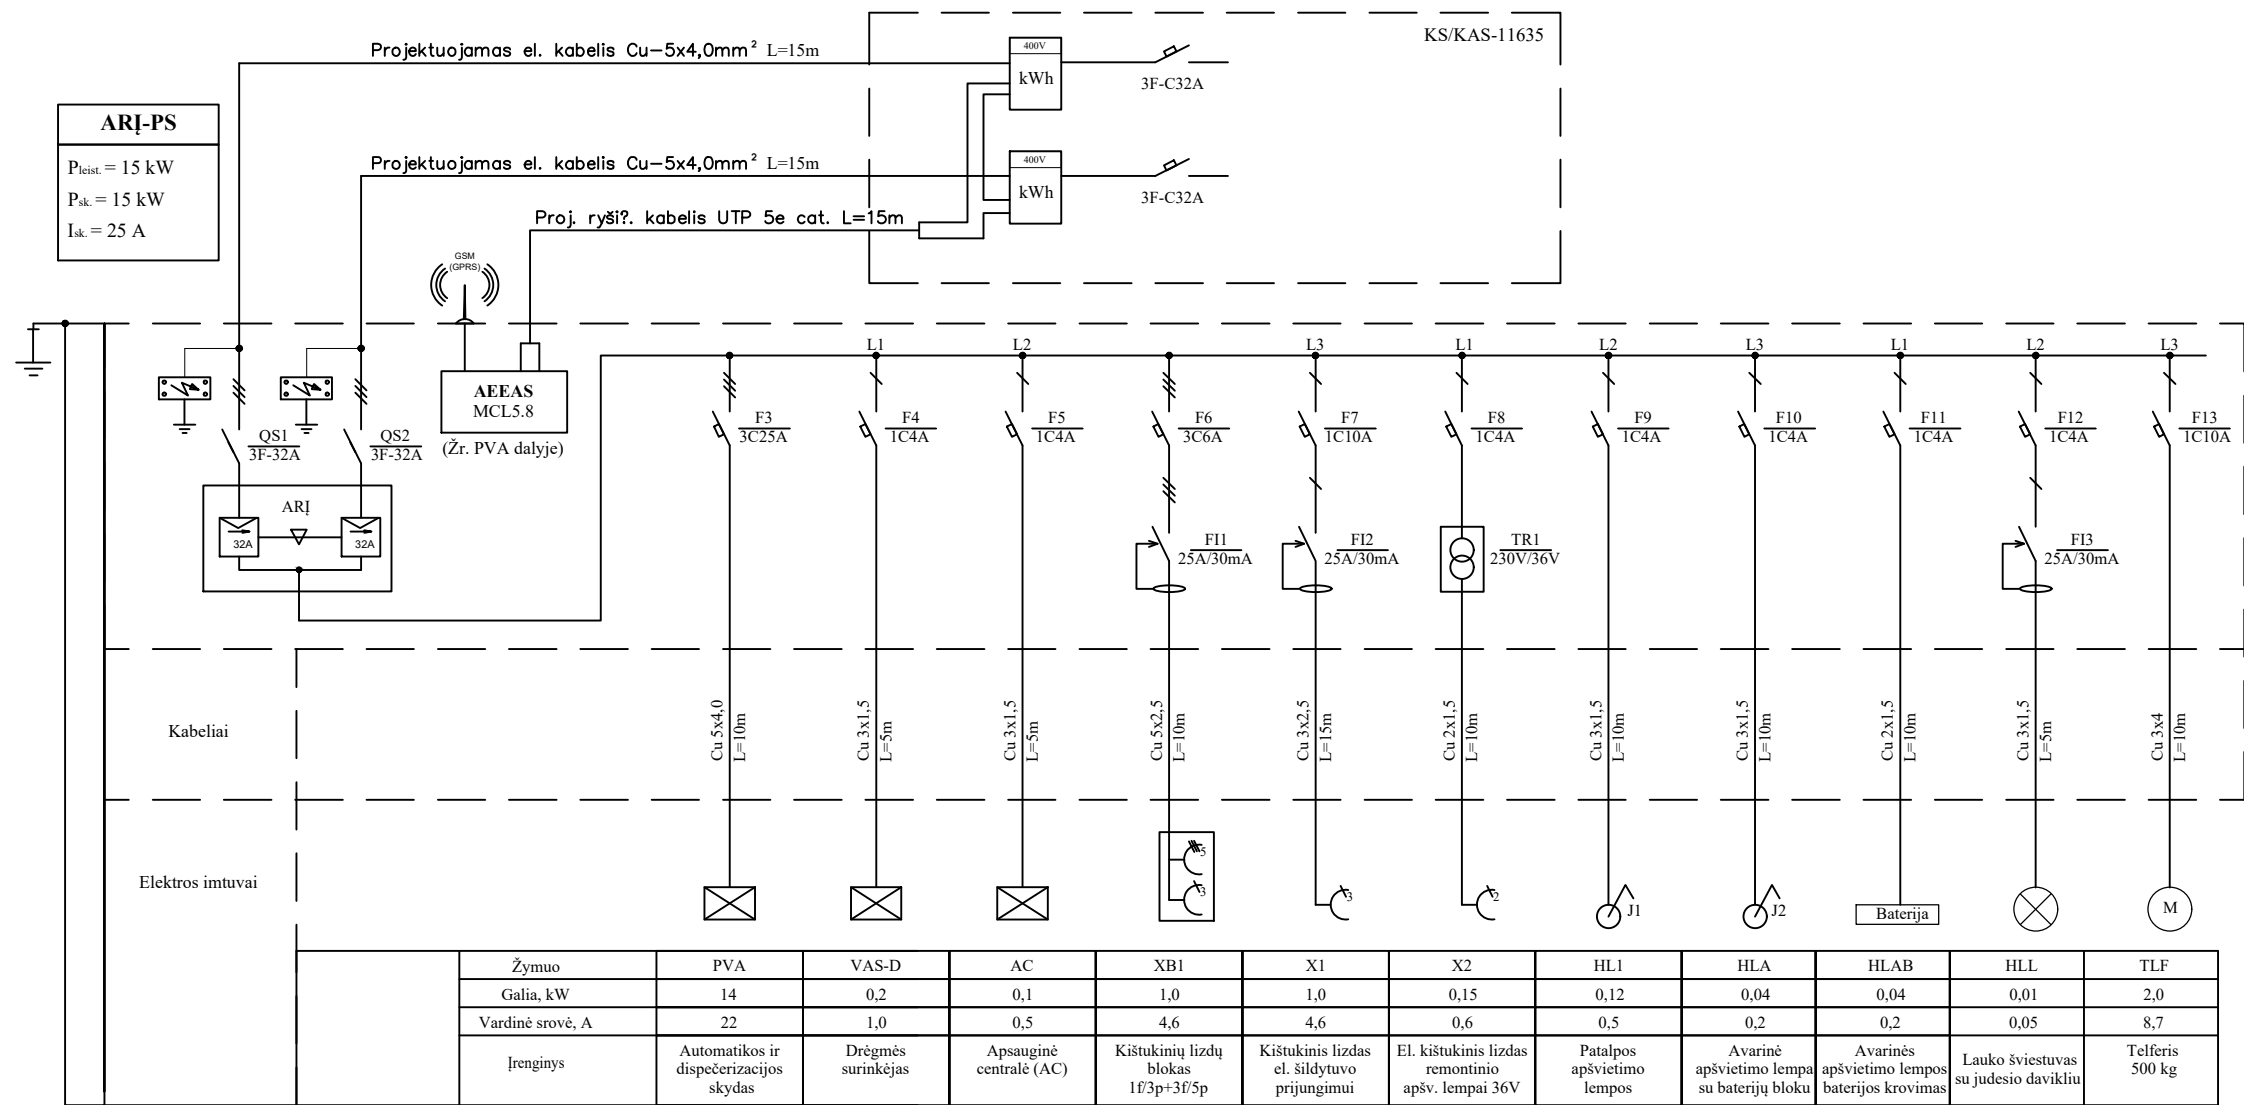 KS/KAS-11635
Projektuojamas el. kabelis Cu-5x4,0mm² L=15m
400V
kWh
3F-C32A
ARĮ-PS
Pleist. = 15 kW
Psk. = 15 kW
Isk. = 25 A
Projektuojamas el. kabelis Cu-5x4,0mm² L=15m
400V
kWh
3F-C32A
Proj. ryši?. kabelis UTP 5e cat. L=15m
GSM
(GPRS)
AEEAS
MCL5.8
(Žr. PVA dalyje)
L1 L2 L3 L1 L2 L3 L1 L2 L3
QS1
3F-32A
QS2
3F-32A
ARĮ
32A 32A
F3
3C25A
F4
1C4A
F5
1C4A
F6
3C6A
F7
1C10A
F8
1C4A
F9
1C4A
F10
1C4A
F11
1C4A
F12
1C4A
F13
1C10A
FI1
25A/30mA
FI2
25A/30mA
TR1
230V/36V
FI3
25A/30mA
Kabeliai
Cu 5x4,0
L=10m
Cu 3x1,5
L=5m
Cu 3x1,5
L=5m
Cu 5x2,5
L=10m
Cu 3x2,5
L=15m
Cu 2x1,5
L=10m
Cu 3x1,5
L=10m
Cu 3x1,5
L=10m
Cu 2x1,5
L=10m
Cu 3x1,5
L=5m
Cu 3x4
L=10m
Elektros imtuvai
5
3
3
2
J1
J2
Baterija
M
Žymuo PVA VAS-D AC XB1 X1 X2 HL1 HLA HLAB HLL TLF
Galia, kW 14 0,2 0,1 1,0 1,0 0,15 0,12 0,04 0,04 0,01 2,0
Vardinė srovė, A 22 1,0 0,5 4,6 4,6 0,6 0,5 0,2 0,2 0,05 8,7
Įrenginys
Automatikos ir
dispečerizacijos
skydas
Drėgmės
surinkėjas
Apsauginė
centralė (AC)
Kištukinių lizdų
blokas
1f/3p+3f/5p
Kištukinis lizdas
el. šildytuvo
prijungimui
El. kištukinis lizdas
remontinio
apšv. lempai 36V
Patalpos
apšvietimo
lempos
Avarinė
apšvietimo lempa
su baterijų bloku
Avarinės
apšvietimo lempos
baterijos krovimas
Lauko šviestuvas
su judesio davikliu
Telferis
500 kg